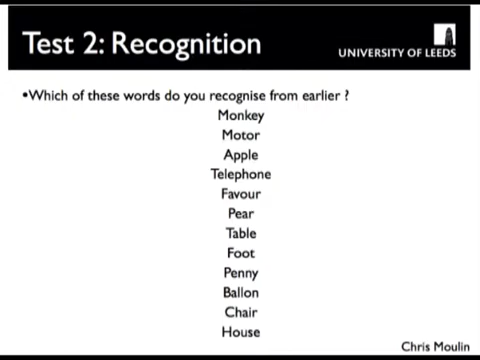 Test 2: Recognition
UNIVERSITY OF LEEDS
•Which of these words do you recognise from earlier ?
Monkey
Motor
Apple
Telephone
Favour
Pear
Table
Foot
Penny
Ballon
Chair
House
Chris Moulin